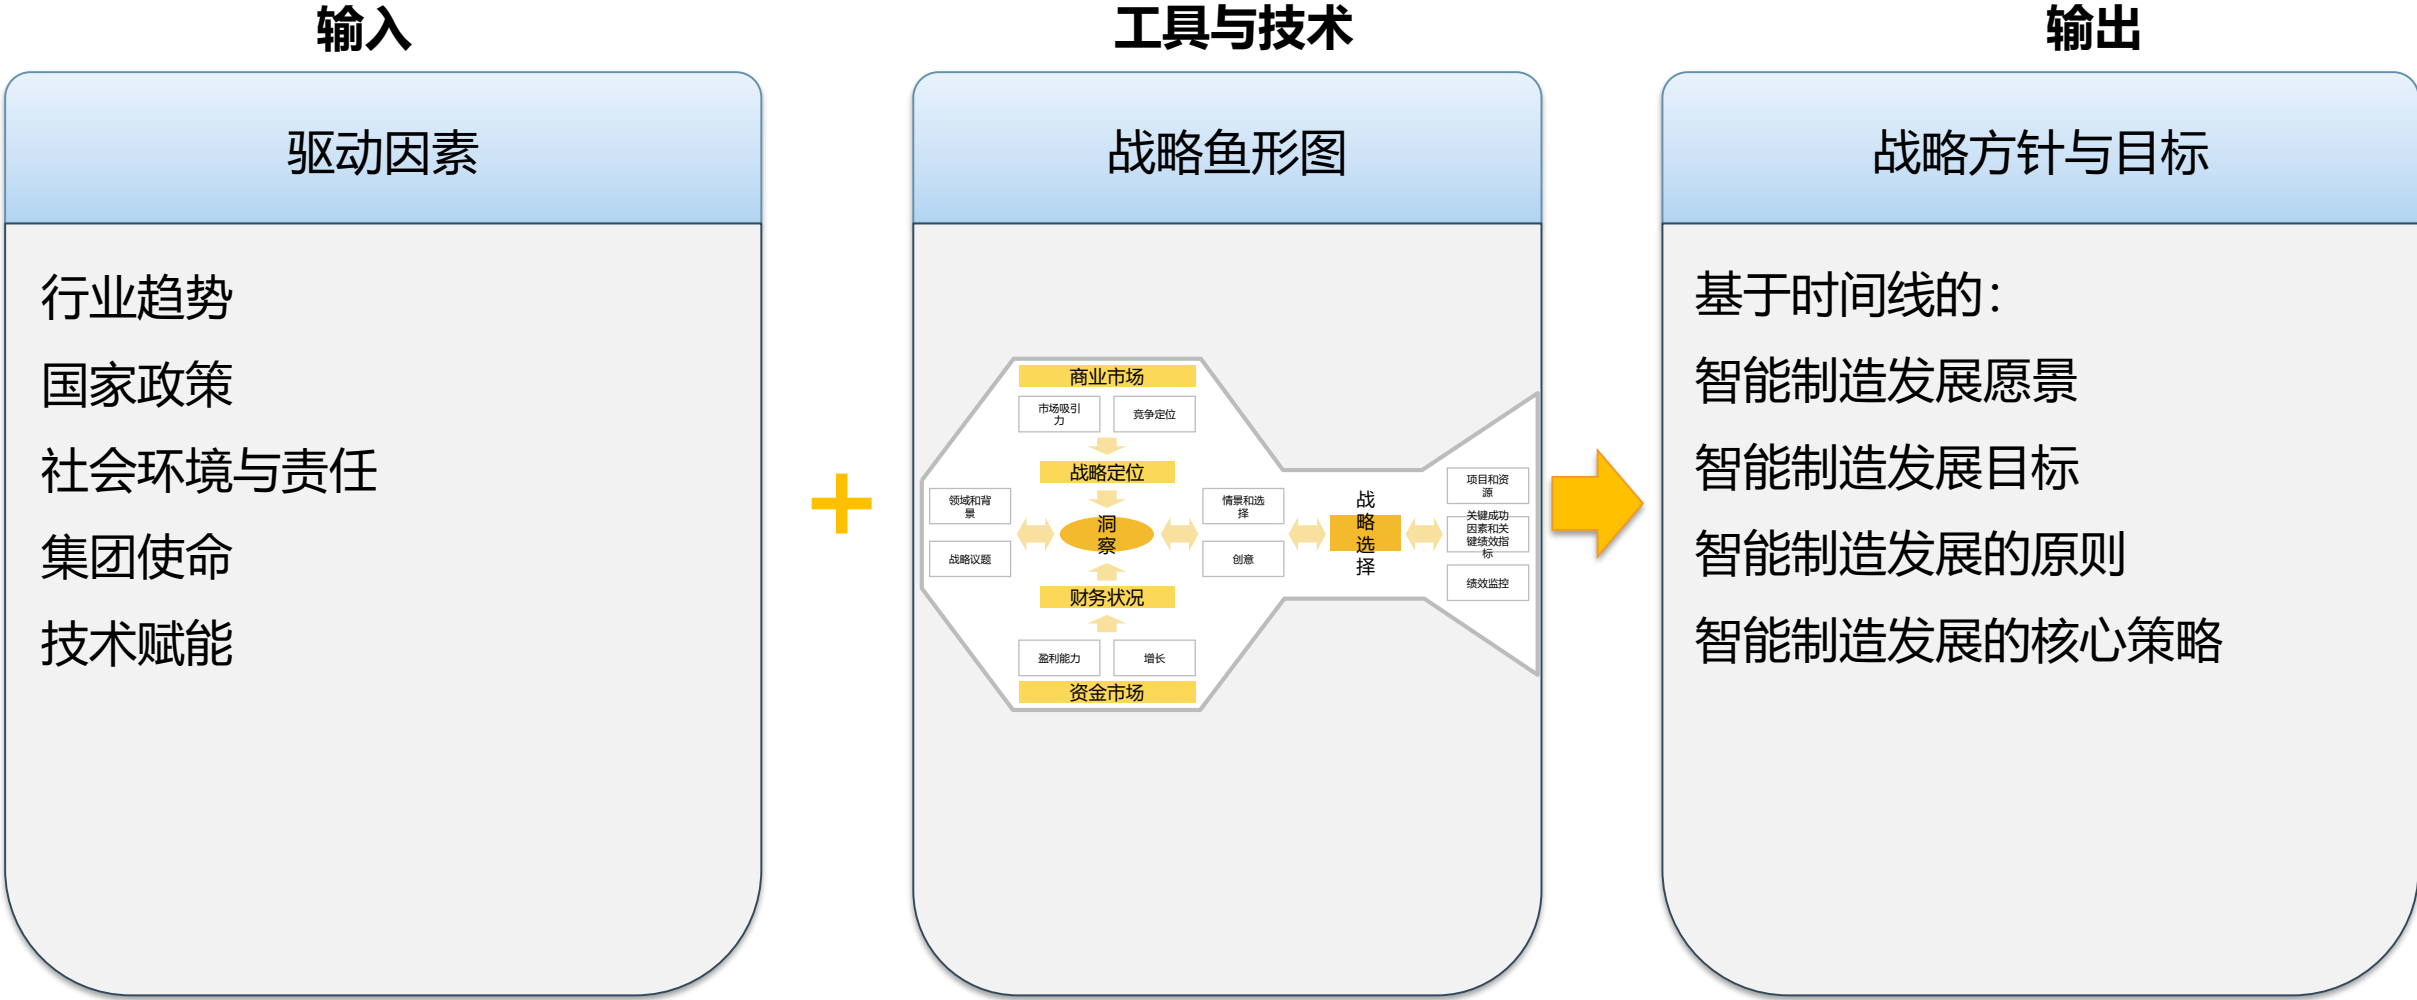 输入
驱动因素
行业趋势
国家政策
社会环境与责任
集团使命
技术赋能
工具与技术
战略鱼形图
商业市场
市场吸引
力
竞争定位
战略定位
领域和背
景
战略议题
洞
察
情景和选
择
创意
财务状况
盈利能力
增长
资金市场
战
略
选
择
项目和资
源
关键成功
因素和关
键绩效指
标
绩效监控
输出
战略方针与目标
基于时间线的：
智能制造发展愿景
智能制造发展目标
智能制造发展的原则
智能制造发展的核心策略